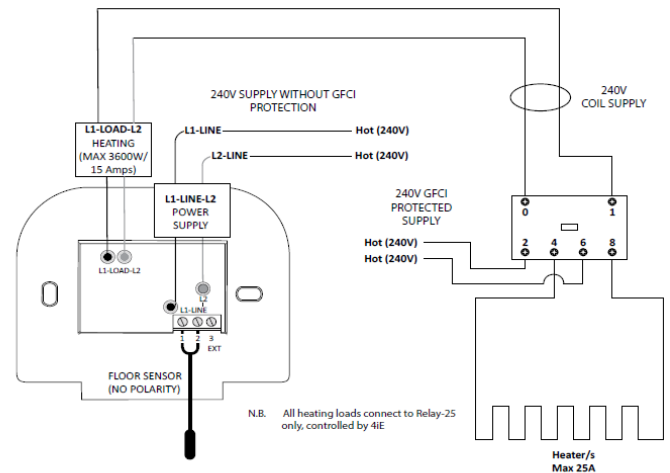 240V SUPPLY WITHOUT GFCI
PROTECTION
240V
COIL SUPPLY
L1-LOAD-L2
HEATING
(MAX 3600W/
15 Amps)
L1-LINE
Hot (240V)
L2-LINE
Hot (240V)
L1-LINE-L2
POWER
SUPPLY
240V GFCI
PROTECTED
SUPPLY
Hot (240V)
Hot (240V)
0
1
2
4
6
8
L1-LOAD-L2
L2
L1-LINE
1
2
3
EXT
FLOOR SENSOR
(NO POLARITY)
N.B. All heating loads connect to Relay-25
only, controlled by 4iE
Heater/s
Max 25A